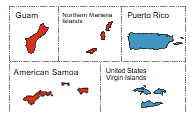 Guam
Northern Mariana
Islands
Puerto Rico
American Samoa
United States
Virgin Islands